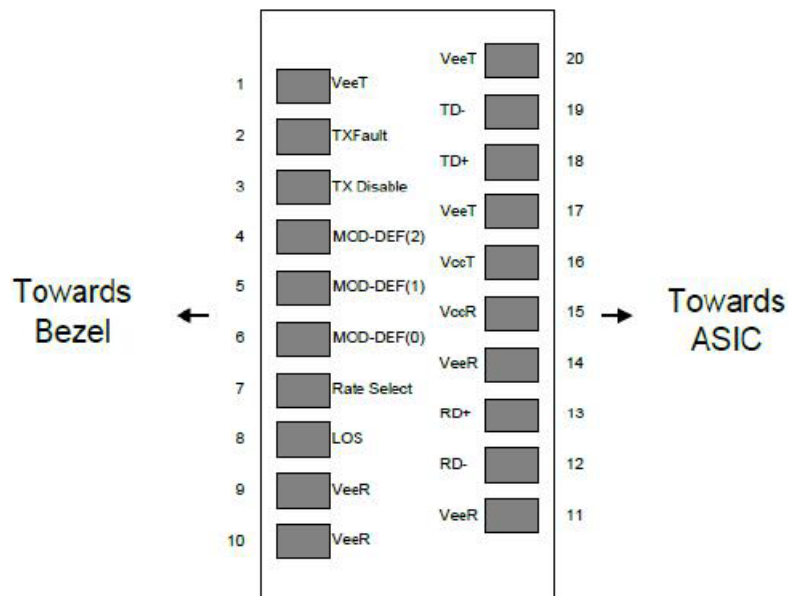 Towards
Bezel
1 VeeT
2 TXFault
3 TX Disable
4 MOD-DEF(2)
5 MOD-DEF(1)
6 MOD-DEF(0)
7 Rate Select
8 LOS
9 VeeR
10 VeeR
VeeT 20
TD- 19
TD+ 18
VeeT 17
VccT 16
VccR 15
VeeR 14
RD+ 13
RD- 12
VeeR 11
Towards
ASIC